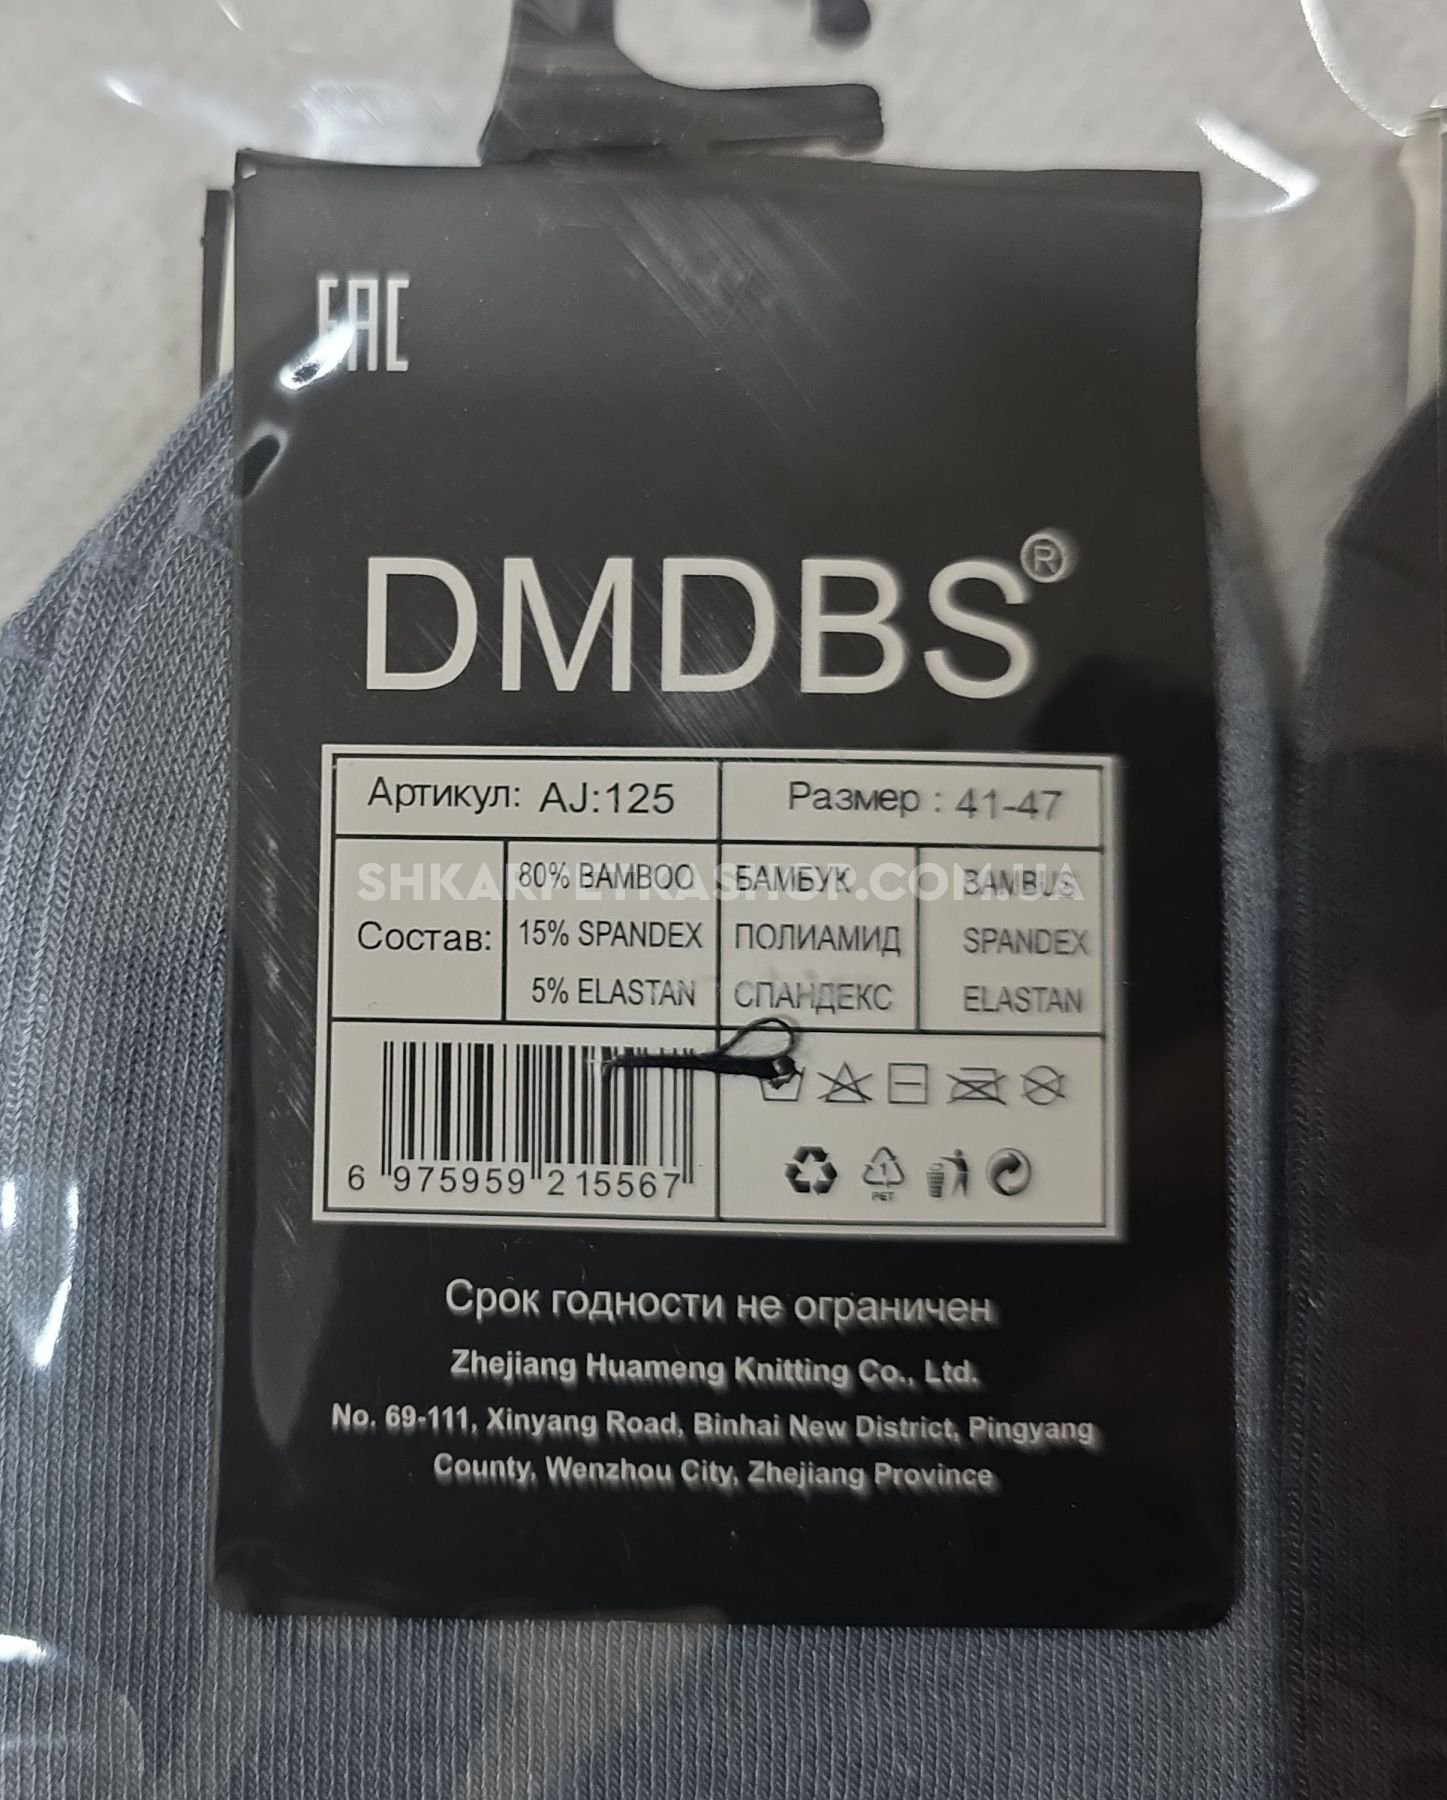 EAC
DMDBS®
Артикул: AJ:125
Размер : 41-47
Состав:
80% BAMBOO БАМБУК BAMBUS
15% SPANDEX ПОЛИАМИД SPANDEX
5% ELASTAN СПАНДЕКС ELASTAN
SHKARPETKASHOP.COM.UA
6 975959 215567
1
PET
Срок годности не ограничен
Zhejiang Huameng Knitting Co., Ltd.
No. 69-111, Xinyang Road, Binhai New District, Pingyang
County, Wenzhou City, Zhejiang Province